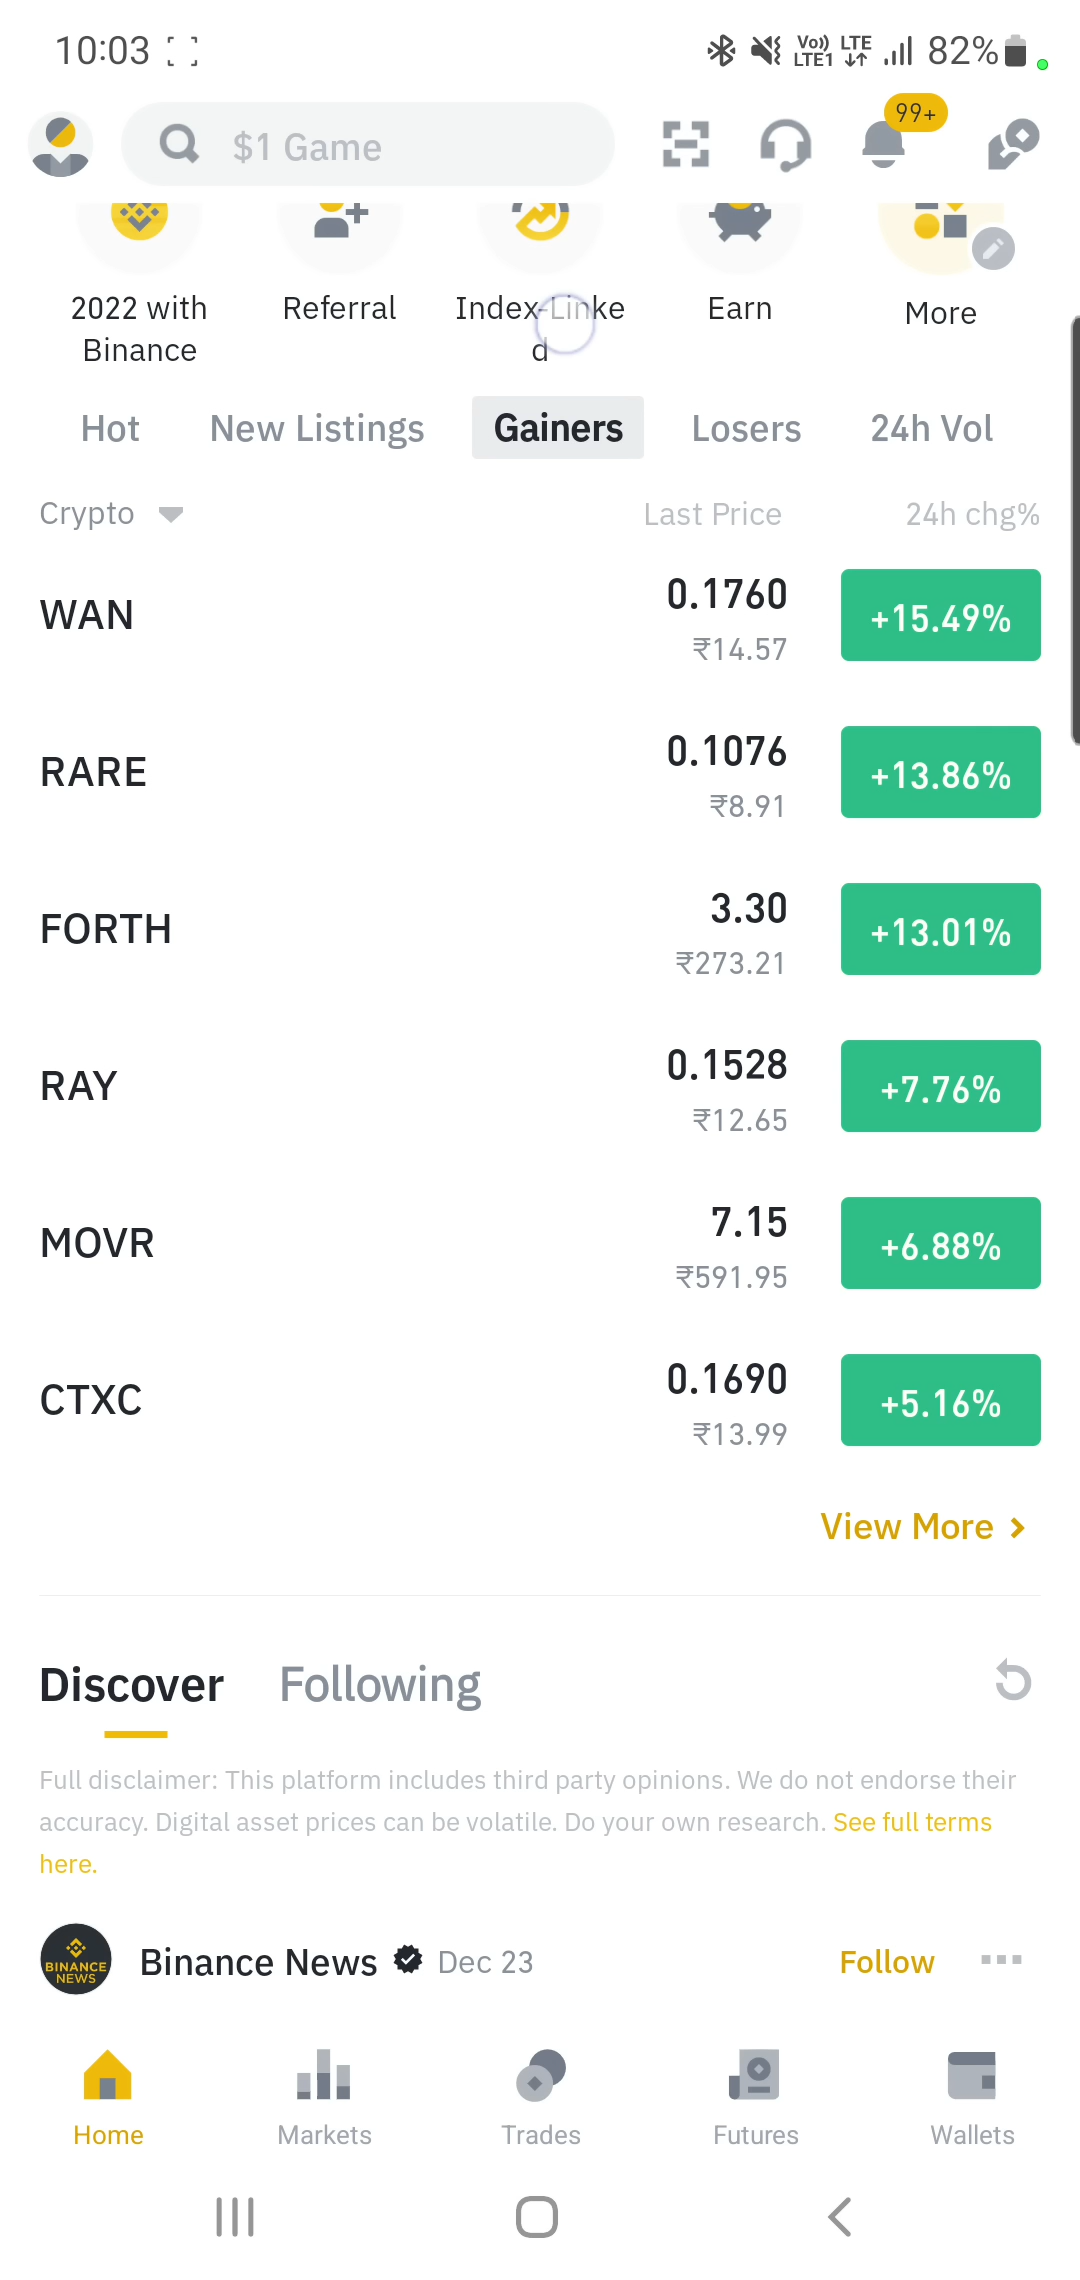 10:03
Vo)) LTE1 LTE 82%
$1 Game
99+
2022 with Binance
Referral
Index-Linked
Earn
More
Hot New Listings Gainers Losers 24h Vol
Crypto Last Price 24h chg%
WAN 0.1760 +15.49%
₹14.57
RARE 0.1076 +13.86%
₹8.91
FORTH 3.30 +13.01%
₹273.21
RAY 0.1528 +7.76%
₹12.65
MOVR 7.15 +6.88%
₹591.95
CTXC 0.1690 +5.16%
₹13.99
View More
Discover Following
Full disclaimer: This platform includes third party opinions. We do not endorse their
accuracy. Digital asset prices can be volatile. Do your own research. See full terms
here.
BINANCE NEWS
Binance News Dec 23 Follow
Home Markets Trades Futures Wallets